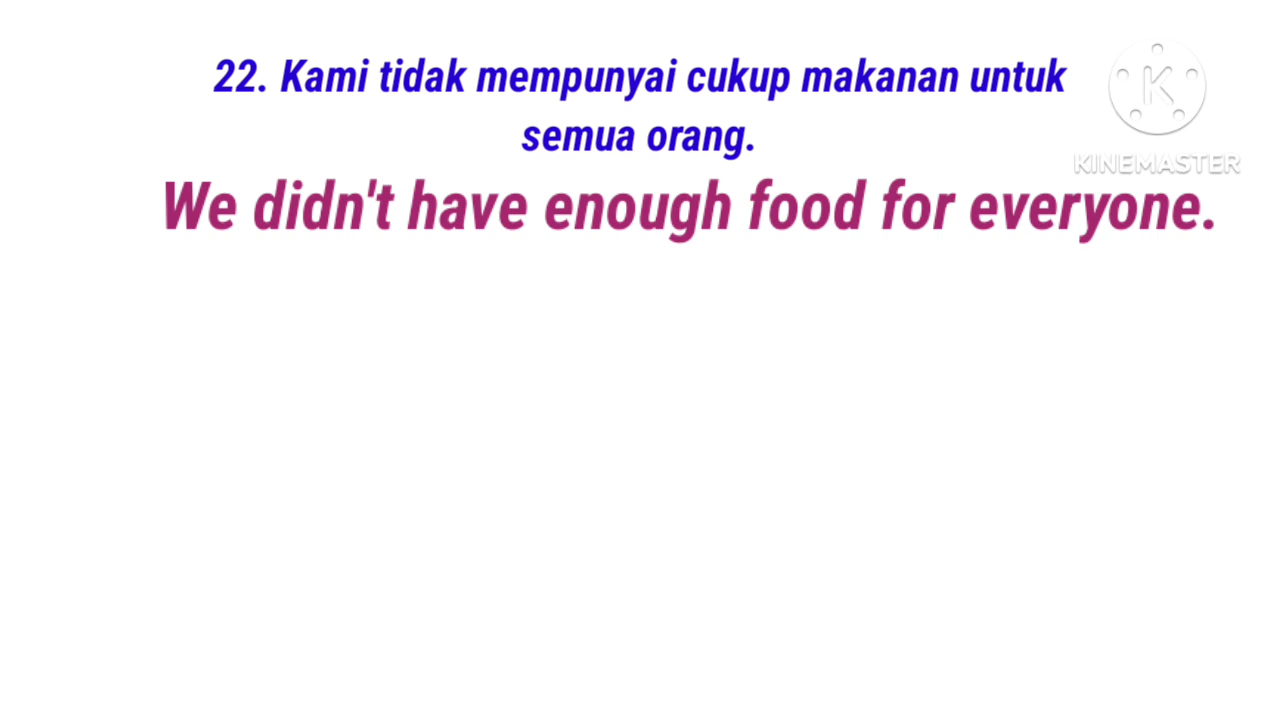 22. Kami tidak mempunyai cukup makanan untuk
semua orang.
We didn't have enough food for everyone.
K
KINEMASTER